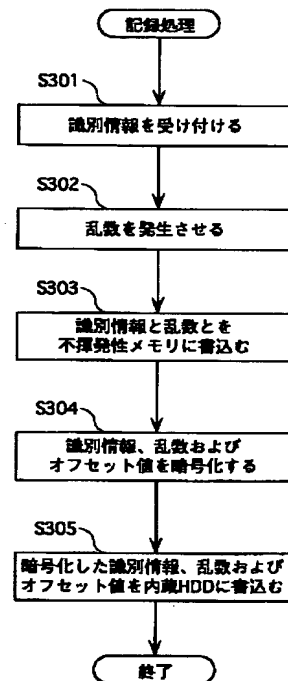 記録処理
S301
識別情報を受け付ける
S302
乱数を発生させる
S303
識別情報と乱数とを
不揮発性メモリに書込む
S304
識別情報、乱数および
オフセット値を暗号化する
S305
暗号化した識別情報、乱数および
オフセット値を内蔵HDDに書込む
終了